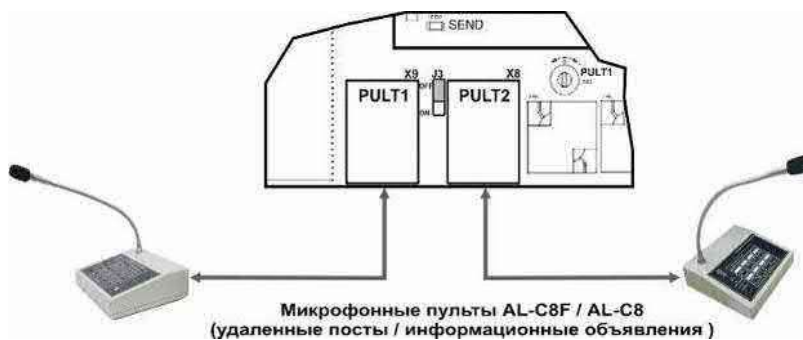 SEND
X9 J3 X8
OFF
PULT1
PULT1 PULT2
ON
Микрофонные пульты AL-C8F / AL-C8
(удаленные посты / информационные объявления )